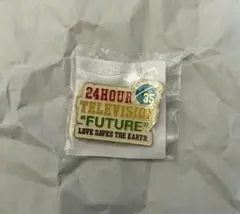 24HOUR
35
TELEVISION
"FUTURE"
LOVE SAVES THE EARTH